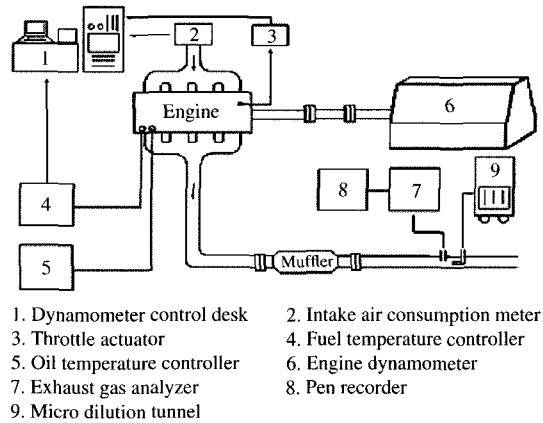 2
3
1
Engine
6
9
4
8
7
5
Muffler
1. Dynamometer control desk
2. Intake air consumption meter
3. Throttle actuator
4. Fuel temperature controller
5. Oil temperature controller
6. Engine dynamometer
7. Exhaust gas analyzer
8. Pen recorder
9. Micro dilution tunnel